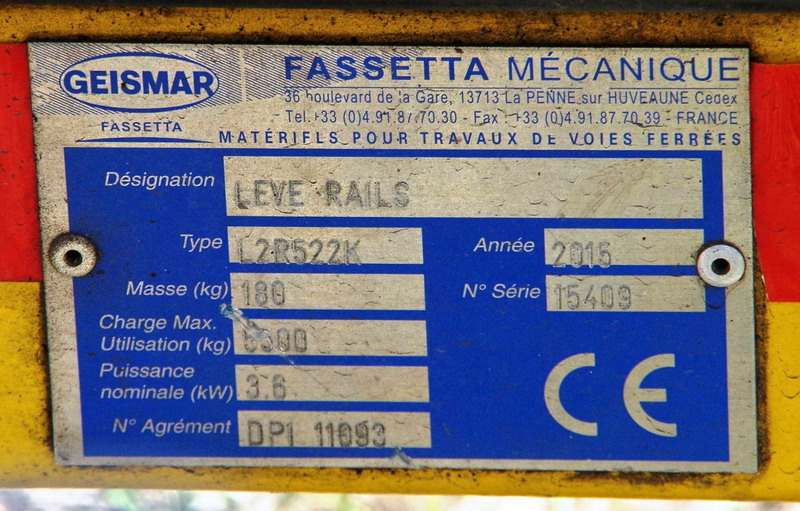 GEISMAR
FASSETTA
FASSETTA MÉCANIQUE
36 boulevard de la Gare, 13713 La PENNE sur HUVEAUNE Cedex
Tel. +33 (0)4.91.87.70.30 - Fax : +33 (0)4.91.87.70.39 - FRANCE
MATÉRIELS POUR TRAVAUX DE VOIES FERRÉES
Désignation LEVE RAILS
Type L2R522K Année 2015
Masse (kg) 180 N° Série 15409
Charge Max.
Utilisation (kg)
Puissance
nominale (kW) 3.6
N° Agrément DPI 11093
CE